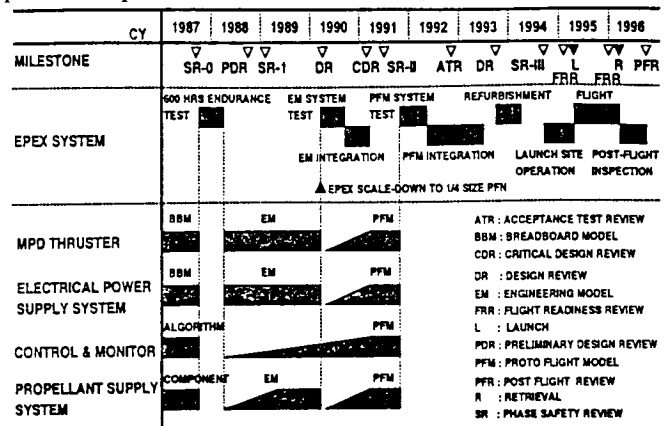 CY 1987 1988 1989 1990 1991 1992 1993 1994 1995 1996
MILESTONE
SR-0 PDR SR-1 DR CDR SR-II ATR DR SR-III L R PFR
FRR FRR
EPEX SYSTEM
600 HRS ENDURANCE TEST
EM SYSTEM TEST
PFM SYSTEM TEST
REFURBISHMENT
FLIGHT
EM INTEGRATION
PFM INTEGRATION
LAUNCH SITE OPERATION
POST-FLIGHT INSPECTION
▲ EPEX SCALE-DOWN TO 1/4 SIZE PFN
MPD THRUSTER
BBM EM PFM
ELECTRICAL POWER
SUPPLY SYSTEM
BBM EM PFM
CONTROL & MONITOR
ALGORITHM PFM
PROPELLANT SUPPLY
SYSTEM
COMPONENT EM PFM
ATR : ACCEPTANCE TEST REVIEW
BBM : BREADBOARD MODEL
CDR : CRITICAL DESIGN REVIEW
DR : DESIGN REVIEW
EM : ENGINEERING MODEL
FRR : FLIGHT READINESS REVIEW
L : LAUNCH
PDR : PRELIMINARY DESIGN REVIEW
PFM : PROTO FLIGHT MODEL
PFR : POST FLIGHT REVIEW
R : RETRIEVAL
SR : PHASE SAFETY REVIEW